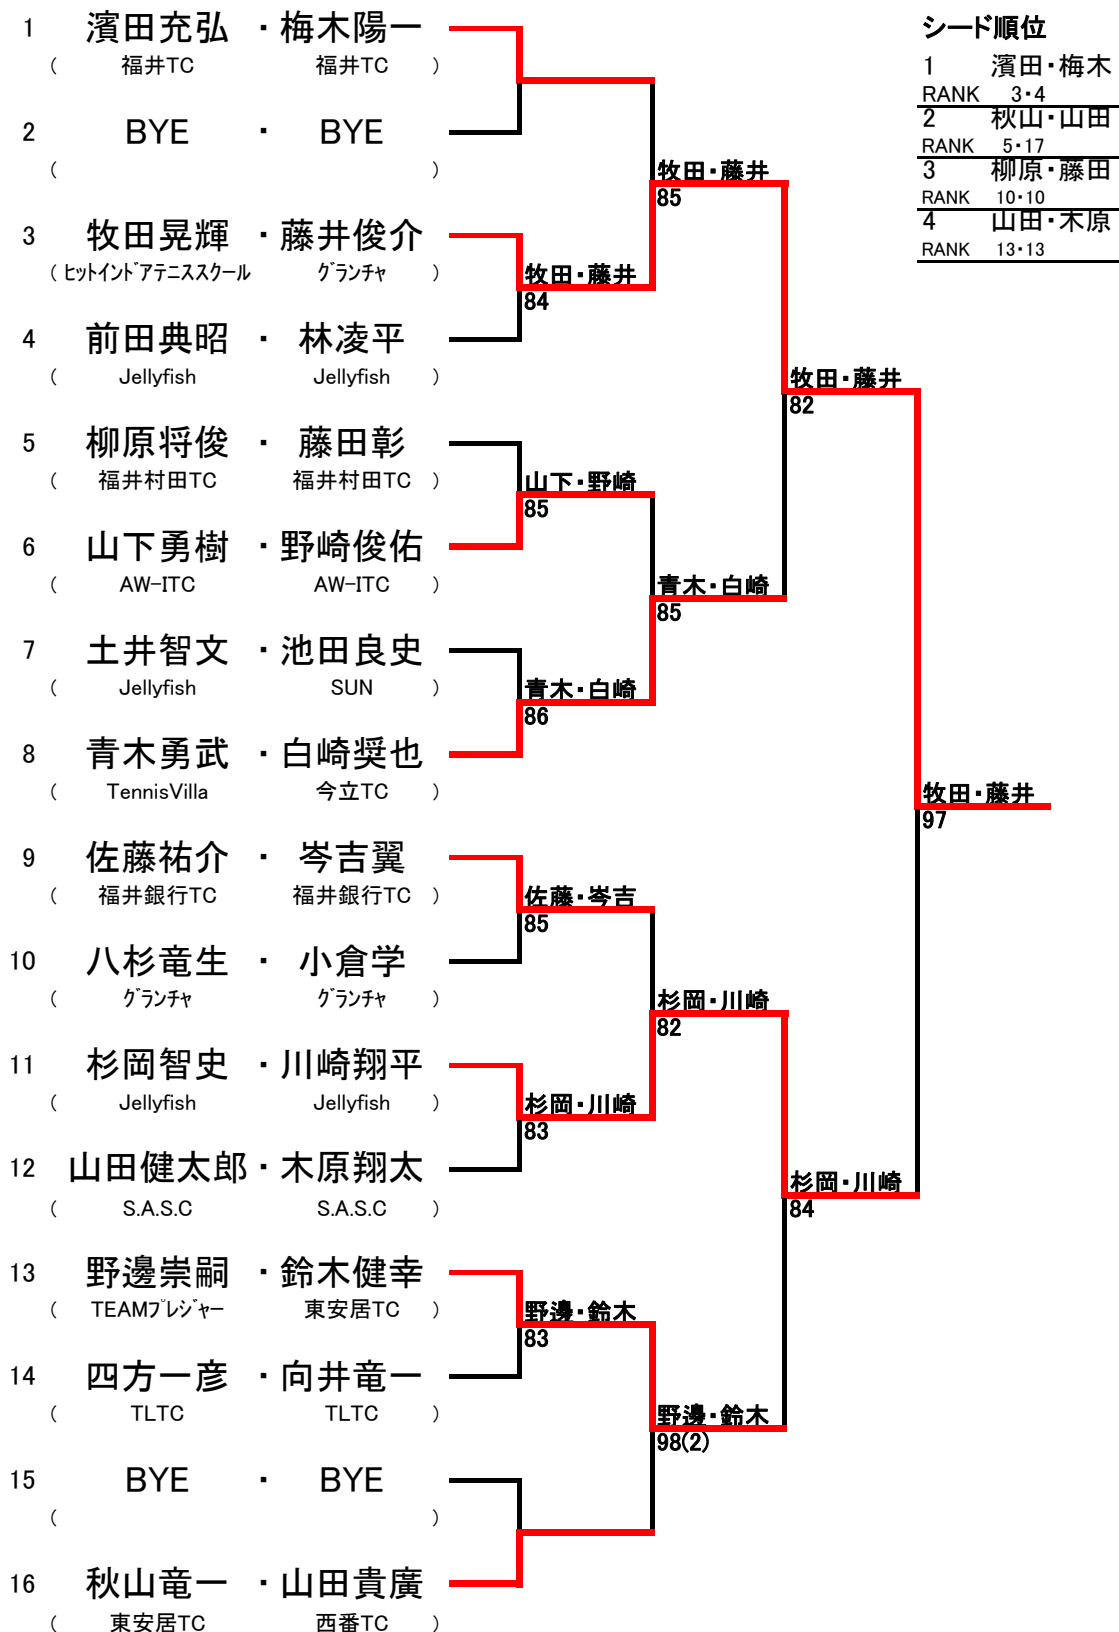 1 濱田充弘 ・ 梅木陽一
( 福井TC 福井TC )
2 BYE ・ BYE
( )
3 牧田晃輝 ・ 藤井俊介
( ﾋｯﾄｲﾝﾄﾞｱﾃﾆｽｽｸｰﾙ ｸﾞﾗﾝﾁｬ )
4 前田典昭 ・ 林凌平
( Jellyfish Jellyfish )
5 柳原将俊 ・ 藤田彰
( 福井村田TC 福井村田TC )
6 山下勇樹 ・ 野崎俊佑
( AW-ITC AW-ITC )
7 土井智文 ・ 池田良史
( Jellyfish SUN )
8 青木勇武 ・ 白崎奨也
( TennisVilla 今立TC )
9 佐藤祐介 ・ 岑吉翼
( 福井銀行TC 福井銀行TC )
10 八杉竜生 ・ 小倉学
( ｸﾞﾗﾝﾁｬ ｸﾞﾗﾝﾁｬ )
11 杉岡智史 ・ 川崎翔平
( Jellyfish Jellyfish )
12 山田健太郎 ・ 木原翔太
( S.A.S.C S.A.S.C )
13 野邊崇嗣 ・ 鈴木健幸
( TEAMﾌﾟﾚｼﾞｬｰ 東安居TC )
14 四方一彦 ・ 向井竜一
( TLTC TLTC )
15 BYE ・ BYE
( )
16 秋山竜一 ・ 山田貴廣
( 東安居TC 西番TC )
牧田・藤井
84
山下・野崎
85
青木・白崎
86
佐藤・岑吉
85
杉岡・川崎
83
野邊・鈴木
83
牧田・藤井
85
青木・白崎
85
杉岡・川崎
82
野邊・鈴木
98(2)
牧田・藤井
82
杉岡・川崎
84
牧田・藤井
97
シード順位
1 濱田・梅木
RANK 3・4
2 秋山・山田
RANK 5・17
3 柳原・藤田
RANK 10・10
4 山田・木原
RANK 13・13